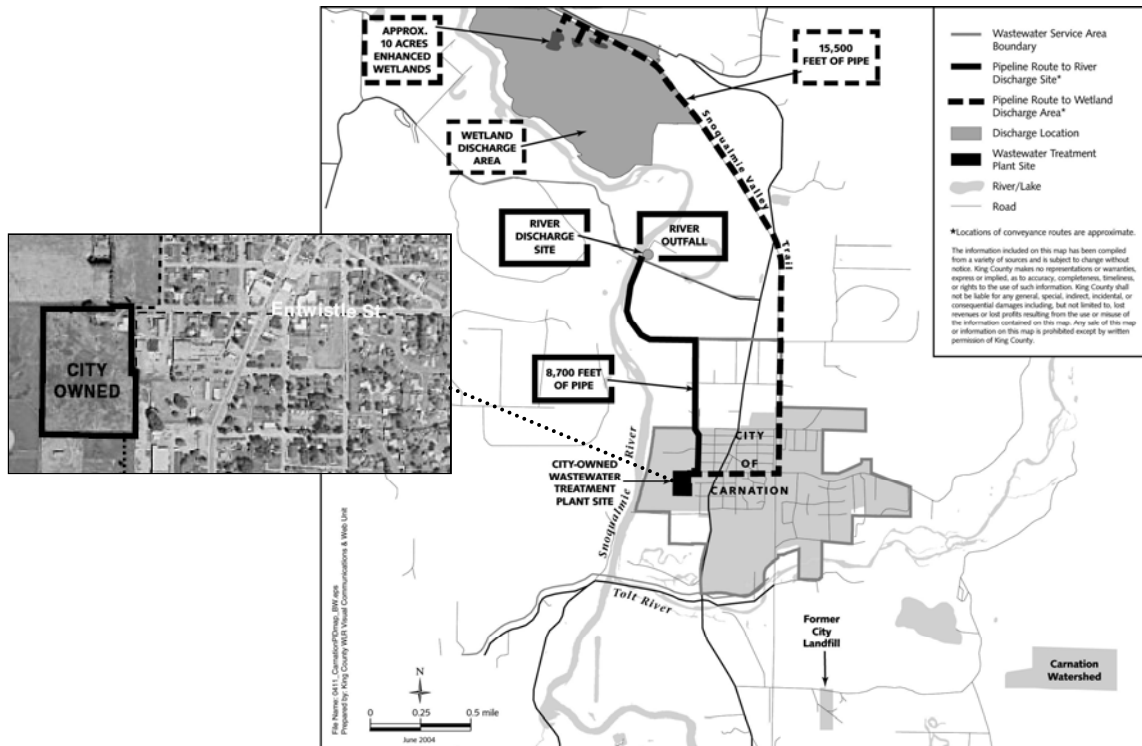 APPROX.
10 ACRES
ENHANCED
WETLANDS
15,500
FEET OF PIPE
WETLAND
DISCHARGE
AREA
Snoqualmie Valley
Trail
RIVER
DISCHARGE
SITE
RIVER
OUTFALL
8,700 FEET
OF PIPE
Entwistle St.
CITY
OWNED
CITY-OWNED
WASTEWATER
TREATMENT
PLANT SITE
CITY
OF
CARNATION
Snoqualmie River
Tolt River
Former
City
Landfill
Carnation
Watershed
N
0 0.25 0.5 mile
June 2004
File Name: 0411_CarnationPDmap_BW.eps
Prepared by: King County WLR Visual Communications & Web Unit
Wastewater Service Area
Boundary
Pipeline Route to River
Discharge Site*
Pipeline Route to Wetland
Discharge Area*
Discharge Location
Wastewater Treatment
Plant Site
River/Lake
Road
*Locations of conveyance routes are approximate.
The information included on this map has been compiled
from a variety of sources and is subject to change without
notice. King County makes no representations or warranties,
express or implied, as to accuracy, completeness, timeliness,
or rights to the use of such information. King County shall
not be liable for any general, special, indirect, incidental, or
consequential damages including, but not limited to, lost
revenues or lost profits resulting from the use or misuse of
the information contained on this map. Any sale of this map
or information on this map is prohibited except by written
permission of King County.